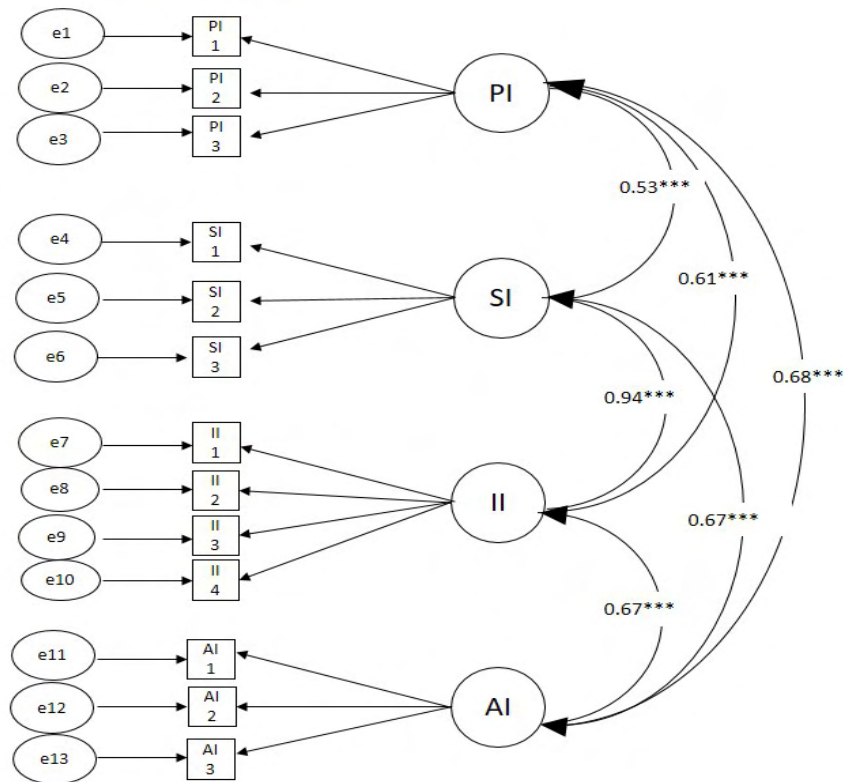 e1
PI
1
e2
PI
2
e3
PI
3
PI
0.53***
e4
SI
1
e5
SI
2
e6
SI
3
SI
0.61***
0.68***
0.94***
e7
II
1
e8
II
2
e9
II
3
e10
II
4
II
0.67***
0.67***
e11
AI
1
e12
AI
2
e13
AI
3
AI